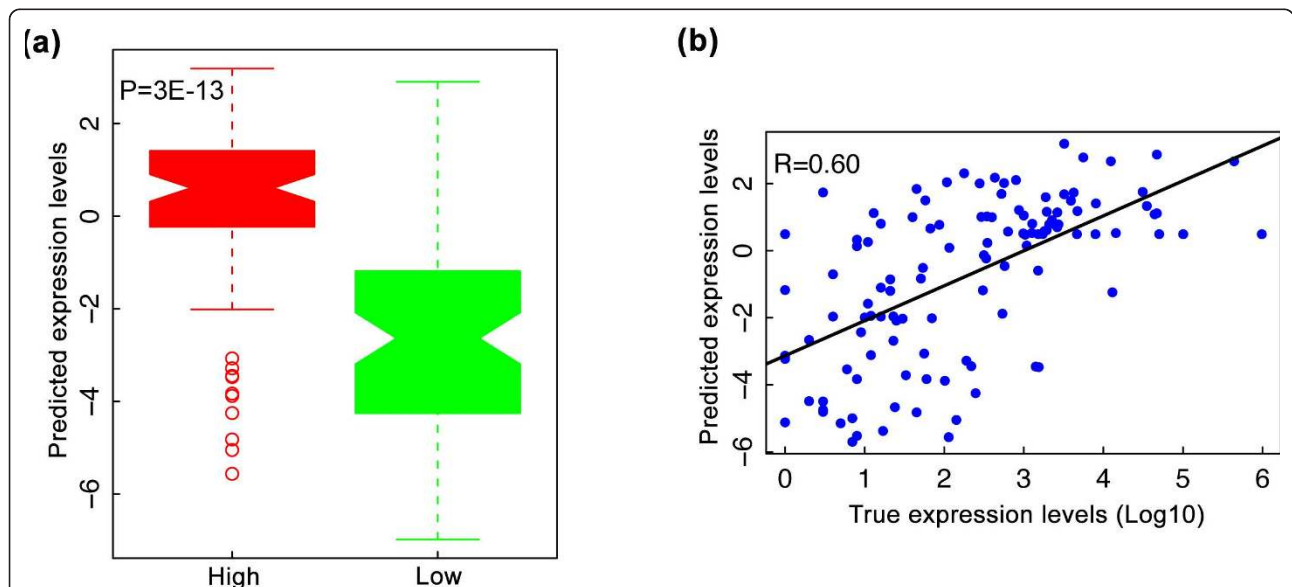 (a)
P=3E-13
Predicted expression levels
2
0
−2
−4
−6
High
Low
(b)
R=0.60
Predicted expression levels
2
0
−2
−4
−6
0 1 2 3 4 5 6
True expression levels (Log10)